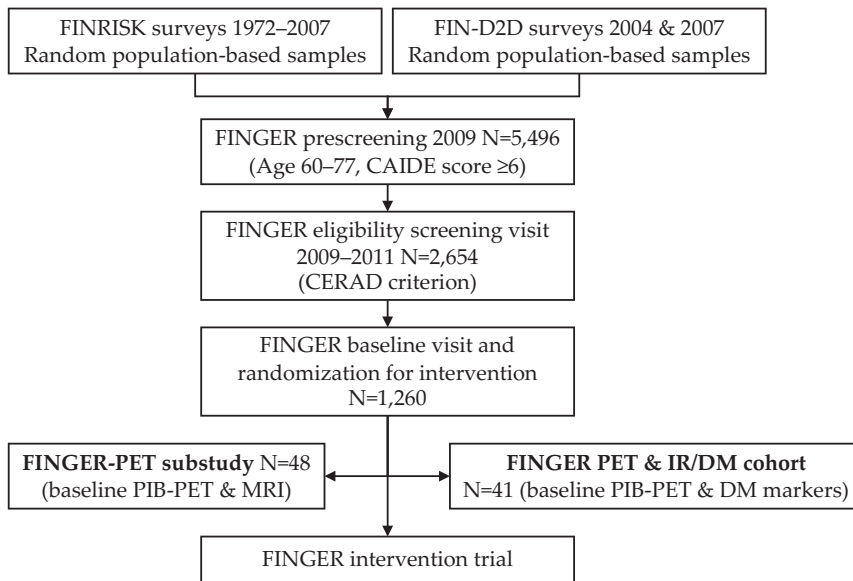 FINRISK surveys 1972–2007
Random population-based samples
FIN-D2D surveys 2004 & 2007
Random population-based samples
FINGER prescreening 2009 N=5,496
(Age 60–77, CAIDE score ≥6)
FINGER eligibility screening visit
2009–2011 N=2,654
(CERAD criterion)
FINGER baseline visit and
randomization for intervention
N=1,260
FINGER-PET substudy N=48
(baseline PIB-PET & MRI)
FINGER PET & IR/DM cohort
N=41 (baseline PIB-PET & DM markers)
FINGER intervention trial